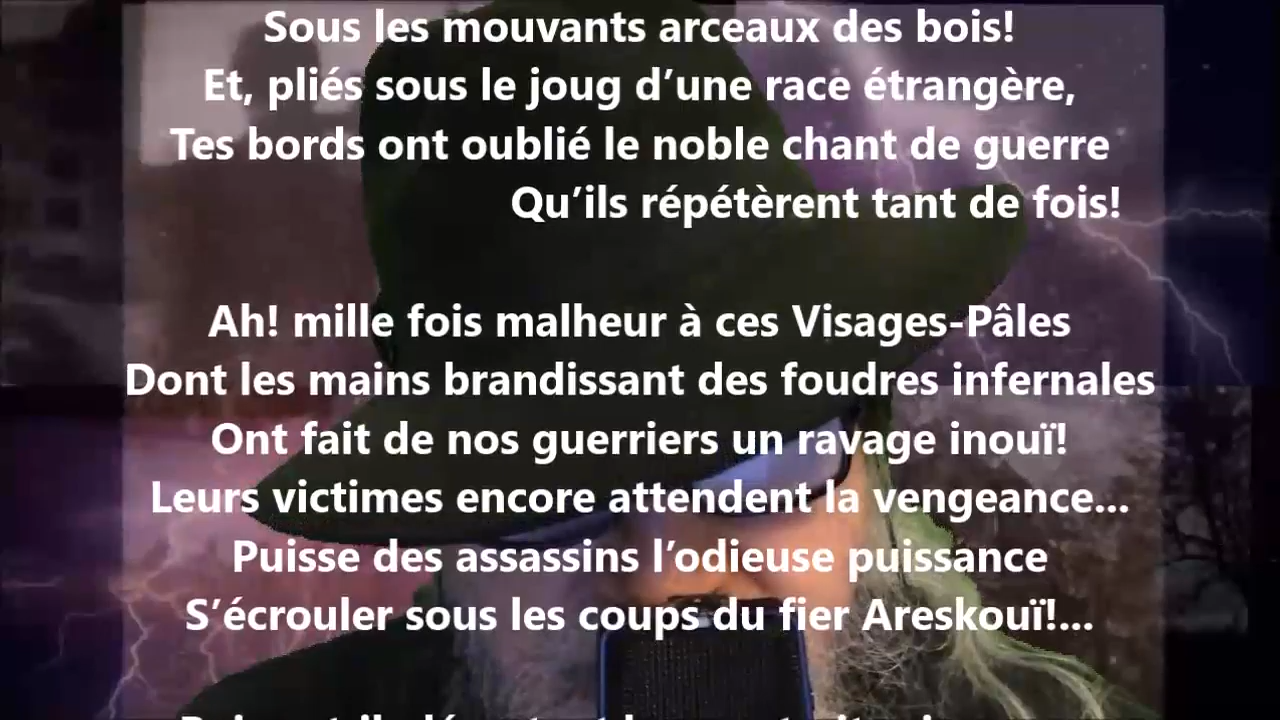 Sous les mouvants arceaux des bois!
Et, pliés sous le joug d’une race étrangère,
Tes bords ont oublié le noble chant de guerre
Qu’ils répétèrent tant de fois!
Ah! mille fois malheur à ces Visages-Pâles
Dont les mains brandissant des foudres infernales
Ont fait de nos guerriers un ravage inouï!
Leurs victimes encore attendent la vengeance...
Puisse des assassins l’odieuse puissance
S’écrouler sous les coups du fier Areskouï!...